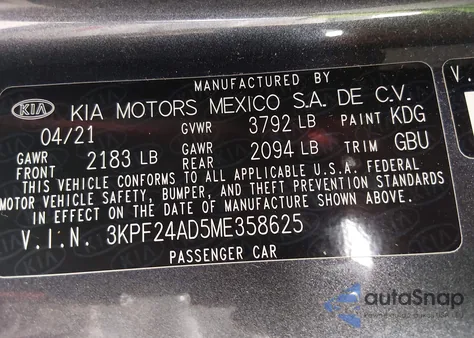 MANUFACTURED BY
KIA KIA MOTORS MEXICO S.A. DE C.V.
04/21 GVWR 3792 LB PAINT KDG
GAWR FRONT 2183 LB GAWR REAR 2094 LB TRIM GBU
THIS VEHICLE CONFORMS TO ALL APPLICABLE U.S.A. FEDERAL
MOTOR VEHICLE SAFETY, BUMPER, AND THEFT PREVENTION STANDARDS
IN EFFECT ON THE DATE OF MANUFACTURE SHOWN ABOVE.
V.I.N. 3KPF24AD5ME358625
PASSENGER CAR
V.
autoSnap